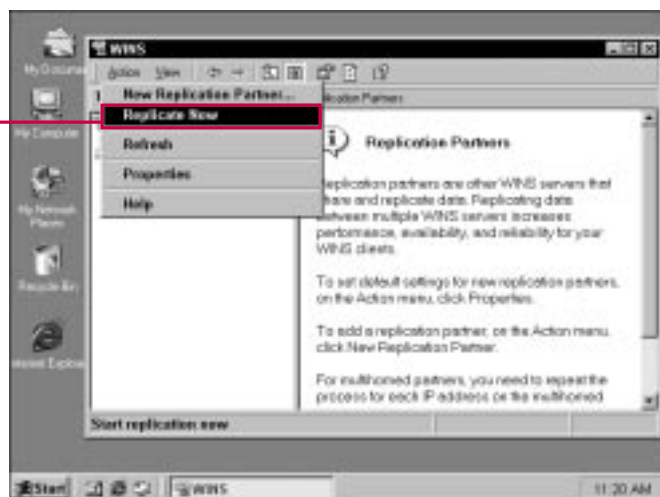 WINS
Action View
New Replication Partner...
Replicate Now
Refresh
Properties
Help
Replication Partners
Replication partners are other WINS servers that
share and replicate data. Replicating data
between multiple WINS servers increases
performance, availability, and reliability for your
WINS clients.
To set default settings for new replication partners,
on the Action menu, click Properties.
To add a replication partner, on the Action menu,
click New Replication Partner.
For multihomed partners, you need to repeat the
process for each IP address on the multihomed
Start replication now
My Computer
My Network
Places
Recycle Bin
Start
WINS
11:20 AM